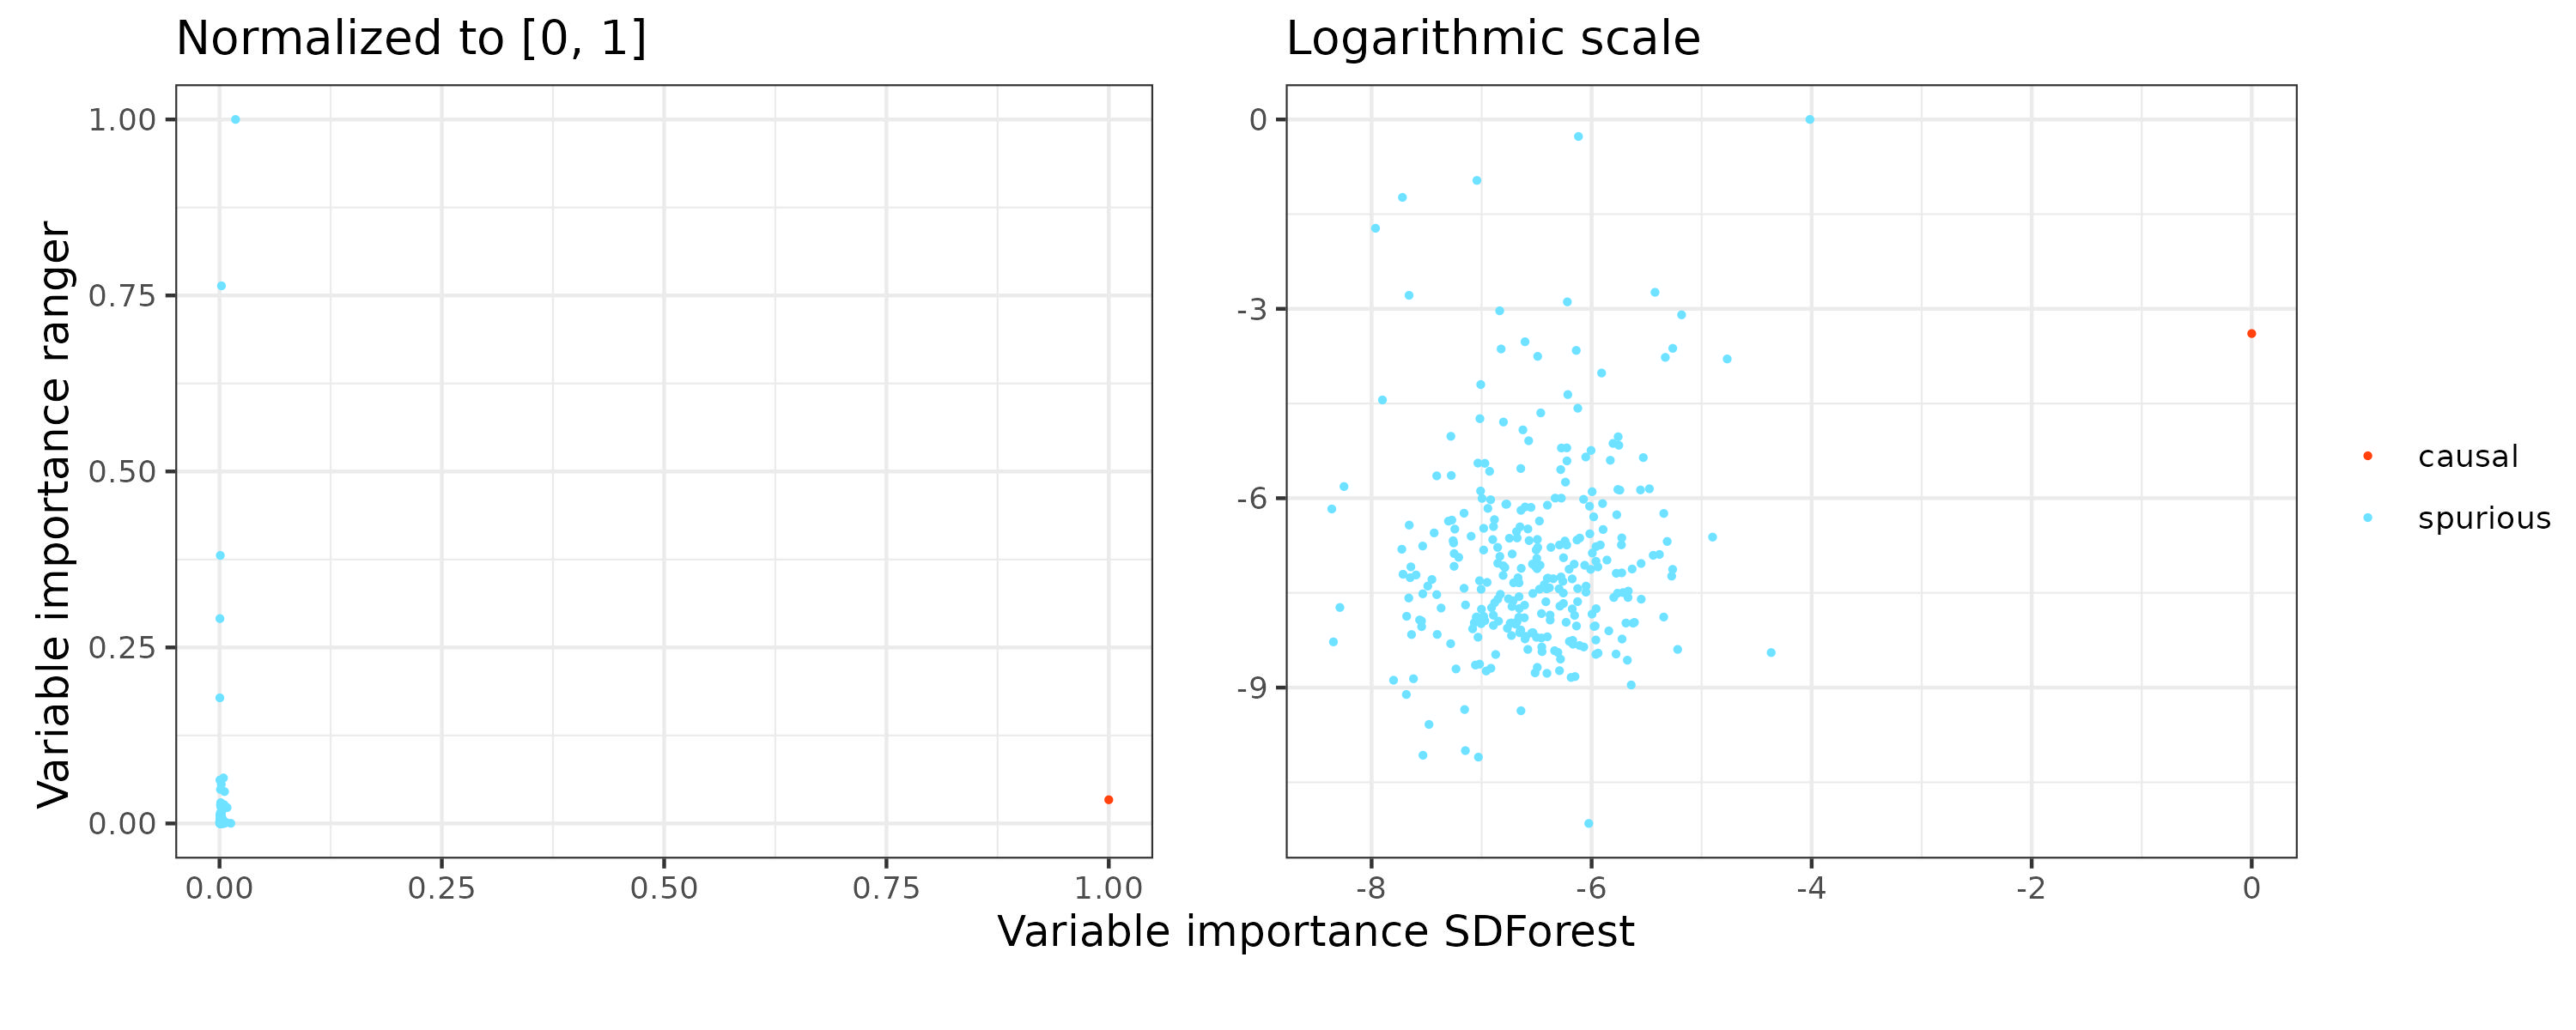 Normalized to [0, 1]
Logarithmic scale
Variable importance ranger
1.00
0.75
0.50
0.25
0.00
0.00 0.25 0.50 0.75 1.00
0
-3
-6
-9
-8 -6 -4 -2 0
Variable importance SDForest
causal
spurious